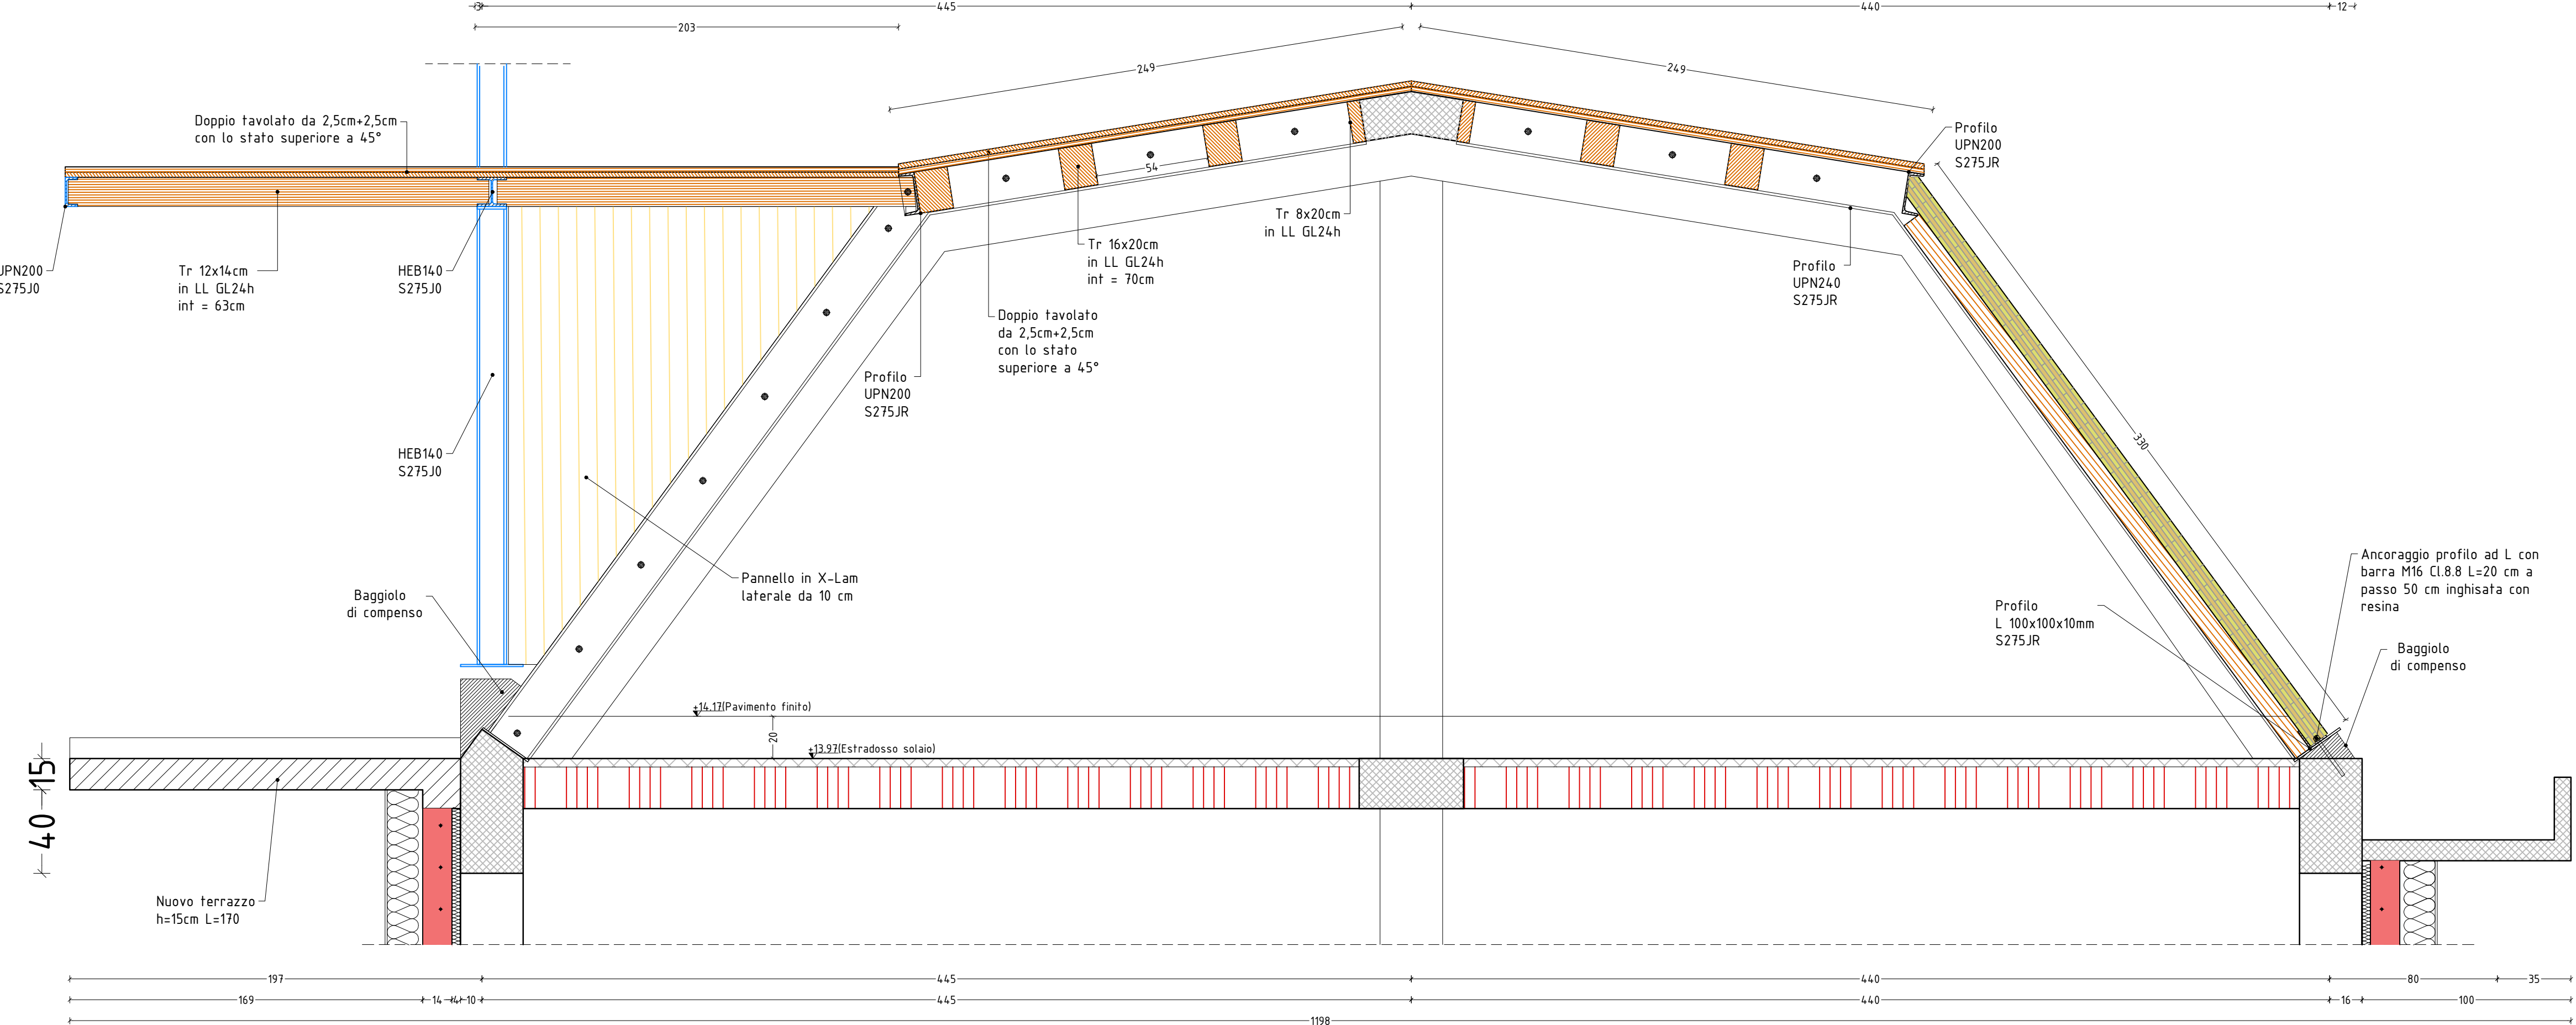 3
445
440
12
203
249
249
Doppio tavolato da 2,5cm+2,5cm
con lo stato superiore a 45°
Profilo
UPN200
S275JR
54
Tr 8x20cm
in LL GL24h
Tr 16x20cm
in LL GL24h
int = 70cm
UPN200
S275J0
Tr 12x14cm
in LL GL24h
int = 63cm
HEB140
S275J0
Profilo
UPN240
S275JR
Doppio tavolato
da 2,5cm+2,5cm
con lo stato
superiore a 45°
Profilo
UPN200
S275JR
330
HEB140
S275J0
Pannello in X-Lam
laterale da 10 cm
Baggiolo
di compenso
Ancoraggio profilo ad L con
barra M16 Cl.8.8 L=20 cm a
passo 50 cm inghisata con
resina
Profilo
L 100x100x10mm
S275JR
Baggiolo
di compenso
+14.17(Pavimento finito)
20
+13.97(Estradosso solaio)
15
40
Nuovo terrazzo
h=15cm L=170
197
445
440
80
35
169
14
4
10
445
440
16
100
1198